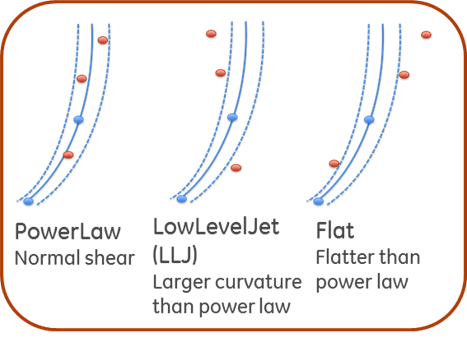 PowerLaw
Normal shear
LowLevelJet
(LLJ)
Larger curvature
than power law
Flat
Flatter than
power law